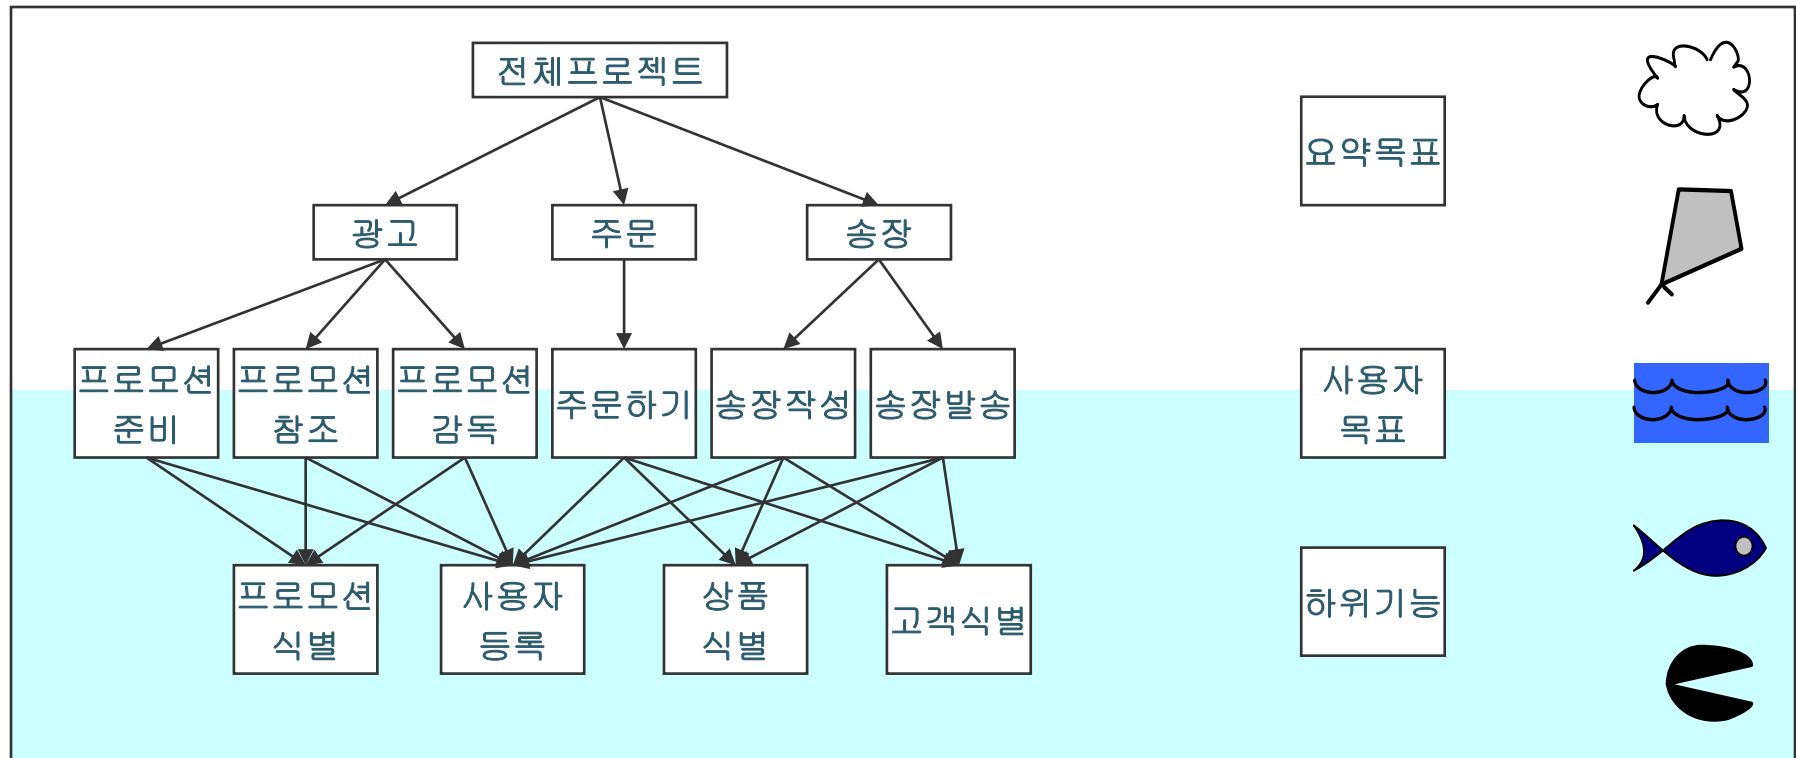 전체프로젝트
요약목표
광고
주문
송장
프로모션
준비
프로모션
참조
프로모션
감독
주문하기
송장작성
송장발송
사용자
목표
프로모션
식별
사용자
등록
상품
식별
고객식별
하위기능